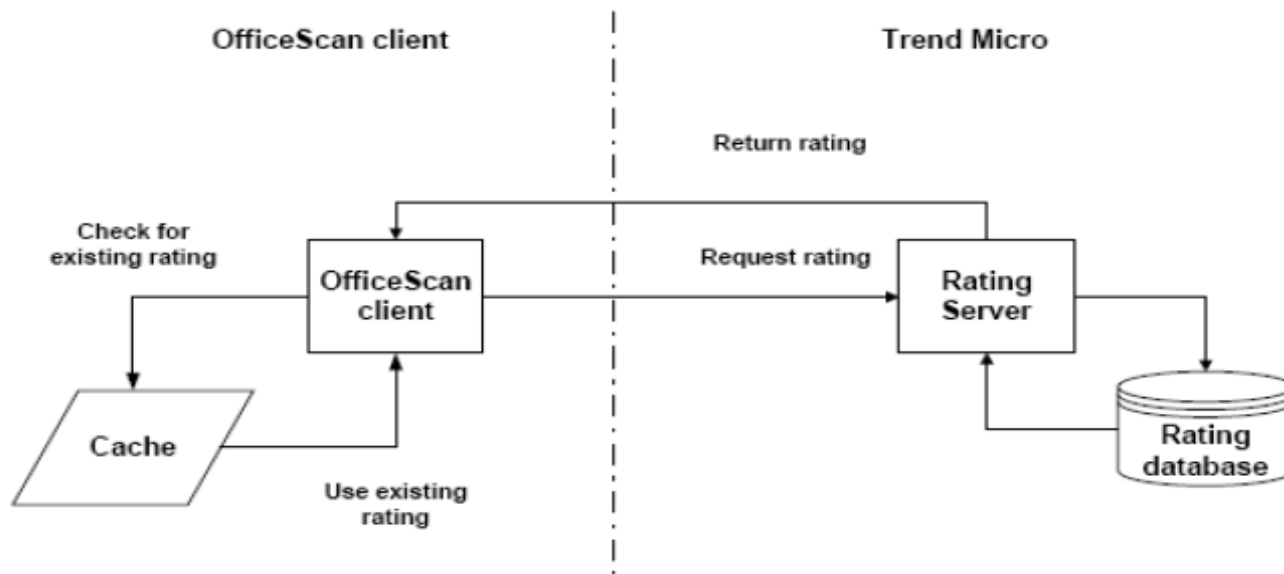 OfficeScan client
Trend Micro
Return rating
Check for
existing rating
OfficeScan
client
Request rating
Rating
Server
Cache
Use existing
rating
Rating
database